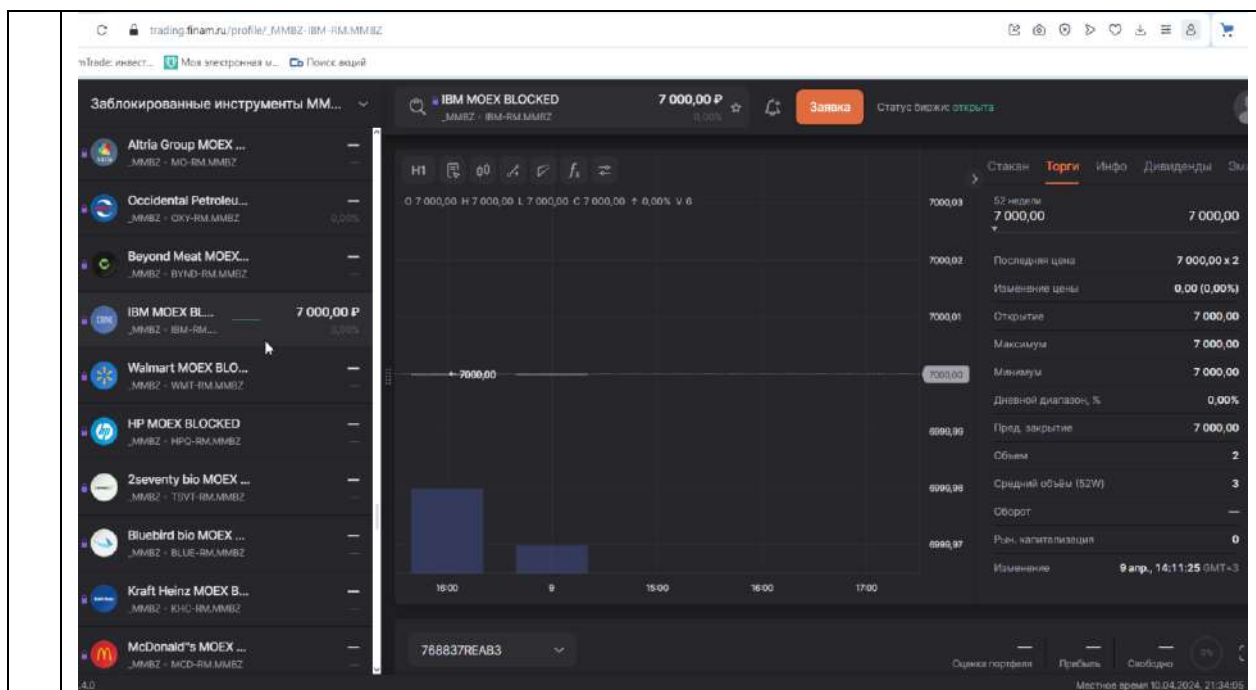 trading.finam.ru/profile/_MMBZ-IBM-RM.MMBZ
mTrade: инвест... Моя электронная и... Поиск акций
Заблокированные инструменты ММ...
IBM MOEX BLOCKED 7 000,00 ₽
_MMBZ · IBM-RM.MMBZ 0,00%
Заявка Статус биржи: открыта
Altria Group MOEX ... —
_MMBZ · MO-RM.MMBZ —
Occidental Petroleu... —
_MMBZ · OXY-RM.MMBZ 0,00%
Beyond Meat MOEX... —
_MMBZ · BYND-RM.MMBZ —
IBM MOEX BL... 7 000,00 ₽
_MMBZ · IBM-RM.... 0,00%
Walmart MOEX BLO... —
_MMBZ · WMT-RM.MMBZ —
HP MOEX BLOCKED —
_MMBZ · HPQ-RM.MMBZ —
2seventy bio MOEX ... —
_MMBZ · TSVT-RM.MMBZ —
Bluebird bio MOEX ... —
_MMBZ · BLUE-RM.MMBZ —
Kraft Heinz MOEX B... —
_MMBZ · KHC-RM.MMBZ —
McDonald"s MOEX ... —
_MMBZ · MCD-RM.MMBZ —
4.0
H1
O 7 000,00 H 7 000,00 L 7 000,00 C 7 000,00 ↑ 0,00% V 6
7000,03
7000,02
7000,01
7000,00 7000,00
6999,99
6999,98
6999,97
16:00 9 15:00 16:00 17:00
Стакан Торги Инфо Дивиденды Эм
52 недели
7 000,00 7 000,00
Последняя цена 7 000,00 x 2
Изменение цены 0,00 (0,00%)
Открытие 7 000,00
Максимум 7 000,00
Минимум 7 000,00
Дневной диапазон, % 0,00%
Пред. закрытие 7 000,00
Объем 2
Средний объём (52W) 3
Оборот —
Рын. капитализация 0
Изменение 9 апр., 14:11:25 GMT+3
768837REAB3
— — — 0%
Оценка портфеля Прибыль Свободно
Местное время 10.04.2024, 21:34:05